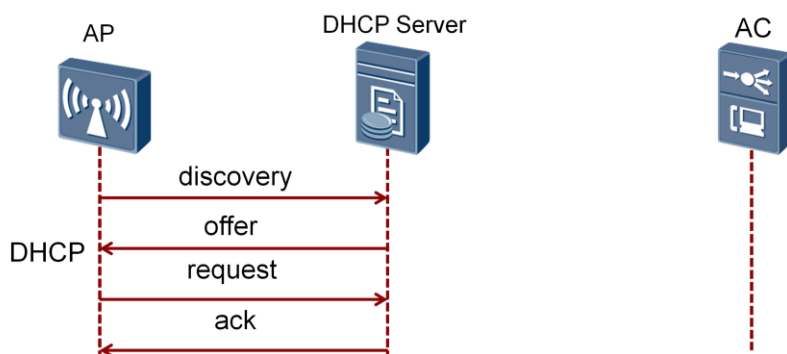 AP
DHCP Server
AC
discovery
offer
DHCP
request
ack